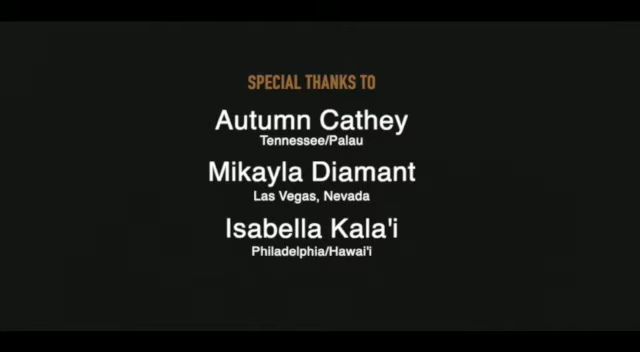 SPECIAL THANKS TO
Autumn Cathey
Tennessee/Palau
Mikayla Diamant
Las Vegas, Nevada
Isabella Kala'i
Philadelphia/Hawai'i